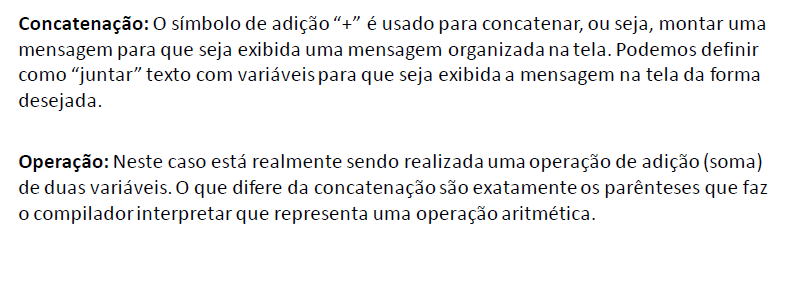 Concatenação: O símbolo de adição “+” é usado para concatenar, ou seja, montar uma
mensagem para que seja exibida uma mensagem organizada na tela. Podemos definir
como “juntar” texto com variáveis para que seja exibida a mensagem na tela da forma
desejada.
Operação: Neste caso está realmente sendo realizada uma operação de adição (soma)
de duas variáveis. O que difere da concatenação são exatamente os parênteses que faz
o compilador interpretar que representa uma operação aritmética.